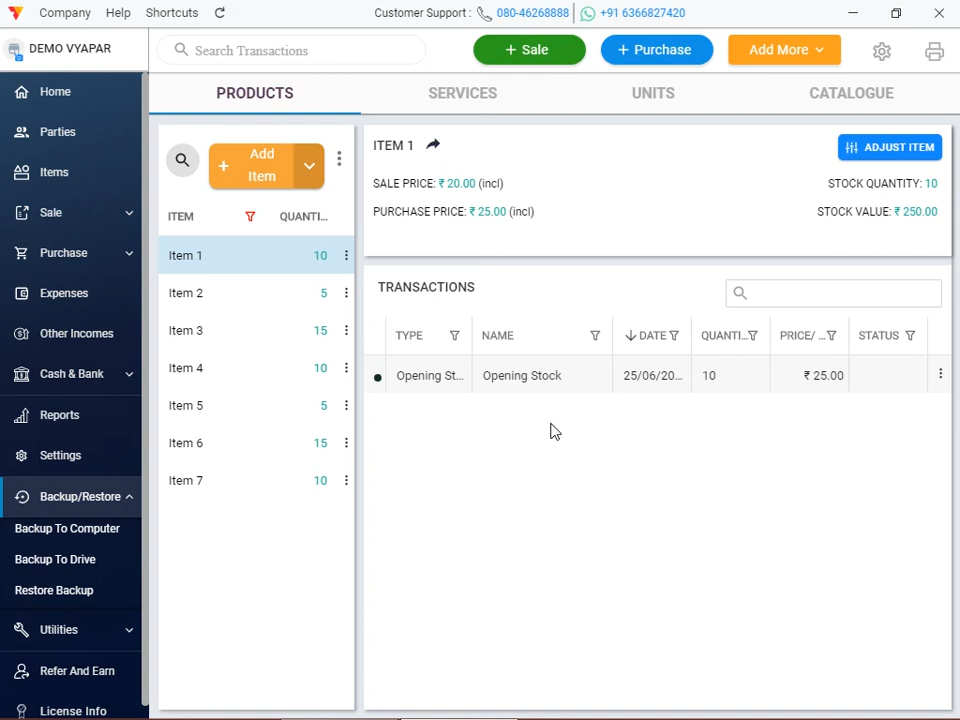 Company Help Shortcuts Customer Support : 080-46268888 +91 6366827420
DEMO VYAPAR Search Transactions + Sale + Purchase Add More
Home
Parties
Items
Sale
Purchase
Expenses
Other Incomes
Cash & Bank
Reports
Settings
Backup/Restore
Backup To Computer
Backup To Drive
Restore Backup
Utilities
Refer And Earn
License Info
PRODUCTS SERVICES UNITS CATALOGUE
+ Add Item
ITEM QUANTI...
Item 1 10
Item 2 5
Item 3 15
Item 4 10
Item 5 5
Item 6 15
Item 7 10
ITEM 1 ADJUST ITEM
SALE PRICE: ₹ 20.00 (incl) STOCK QUANTITY: 10
PURCHASE PRICE: ₹ 25.00 (incl) STOCK VALUE: ₹ 250.00
TRANSACTIONS
TYPE NAME DATE QUANTI... PRICE/ ... STATUS
Opening St... Opening Stock 25/06/20... 10 ₹ 25.00